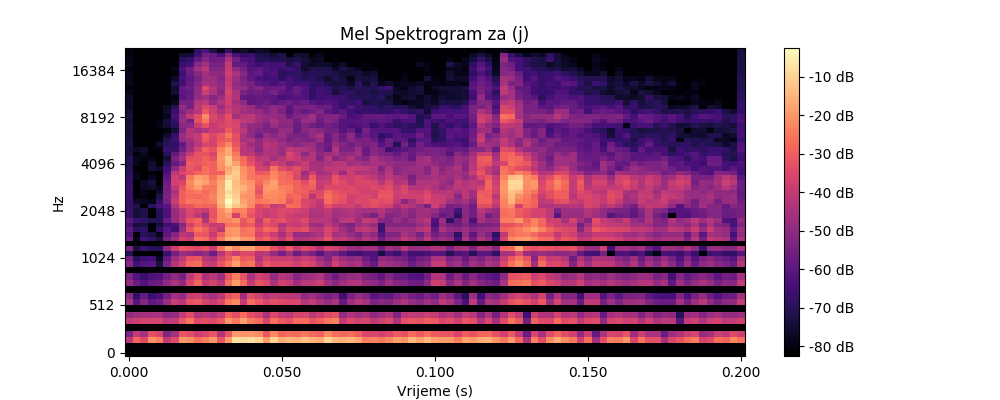 Mel Spektrogram za (j)
Hz
16384
8192
4096
2048
1024
512
0
0.000
0.050
0.100
0.150
0.200
Vrijeme (s)
-10 dB
-20 dB
-30 dB
-40 dB
-50 dB
-60 dB
-70 dB
-80 dB